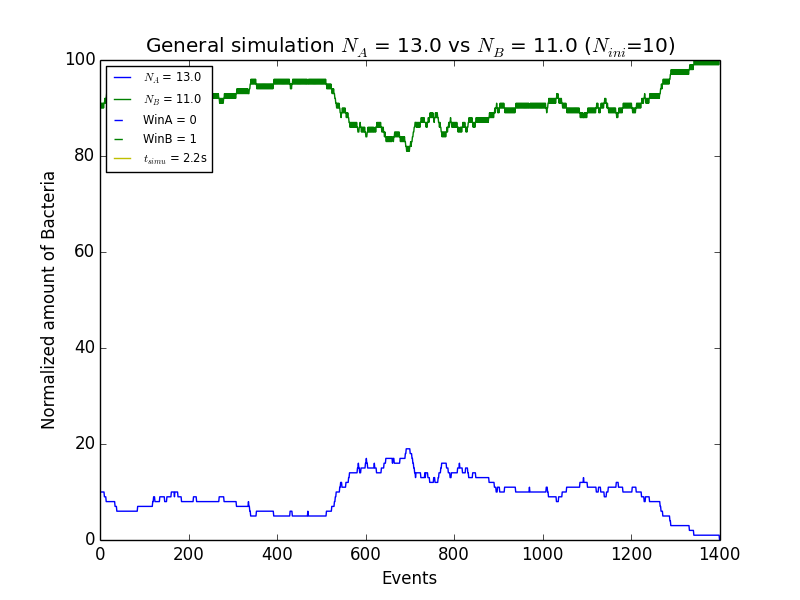 General simulation N_A = 13.0 vs N_B = 11.0 (N_ini=10)
100
80
60
40
20
0
Normalized amount of Bacteria
N_A = 13.0
N_B = 11.0
WinA = 0
WinB = 1
t_simu = 2.2s
0 200 400 600 800 1000 1200 1400
Events